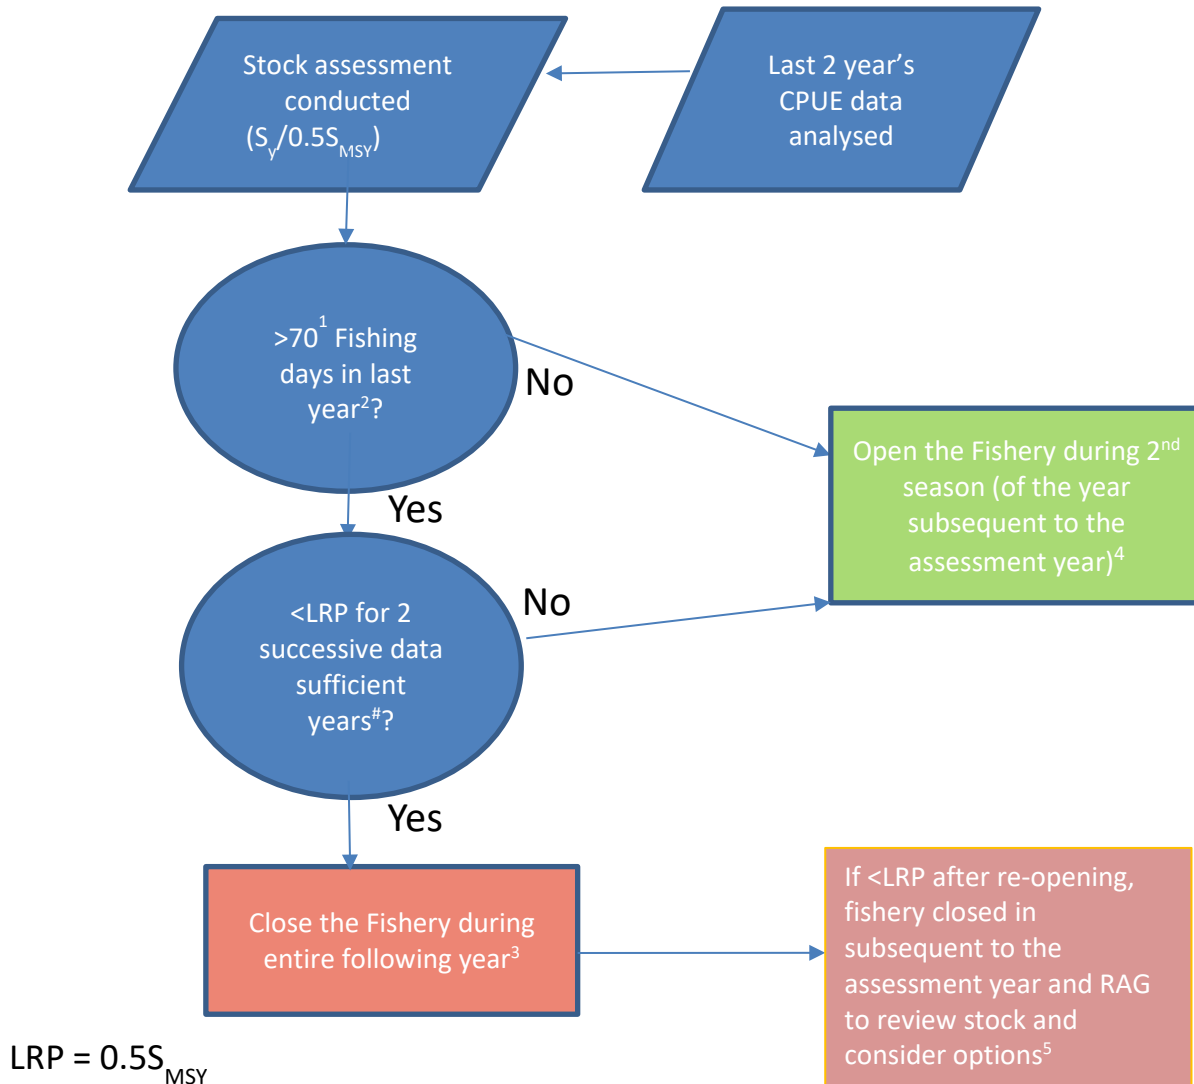 Stock assessment
conducted
(Sy/0.5SMSY)
Last 2 year’s
CPUE data
analysed
>70¹ Fishing
days in last
year²?
No
Yes
Open the Fishery during 2nd
season (of the year
subsequent to the
assessment year)⁴
<LRP for 2
successive data
sufficient
years#?
No
Yes
Close the Fishery during
entire following year³
If <LRP after re-opening,
fishery closed in
subsequent to the
assessment year and RAG
to review stock and
consider options⁵
LRP = 0.5SMSY